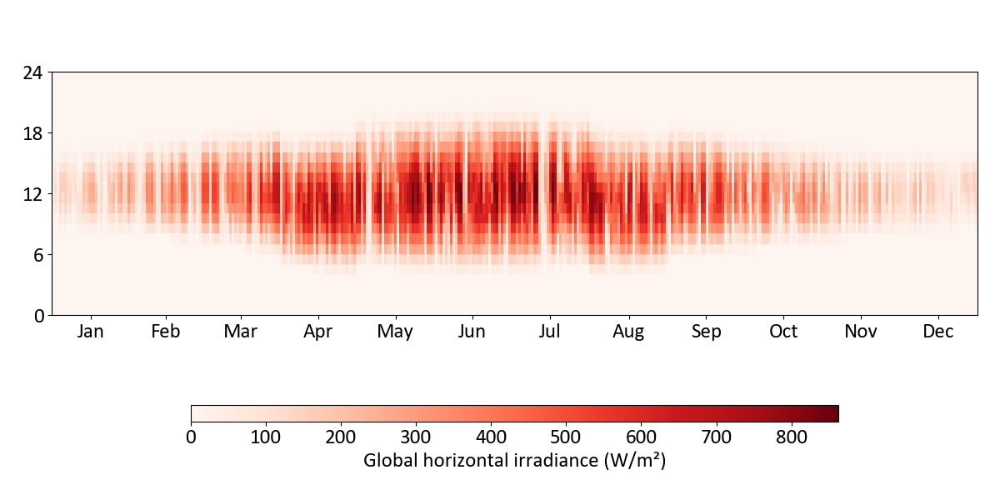 24
18
12
6
0
Jan Feb Mar Apr May Jun Jul Aug Sep Oct Nov Dec
0 100 200 300 400 500 600 700 800
Global horizontal irradiance (W/m²)